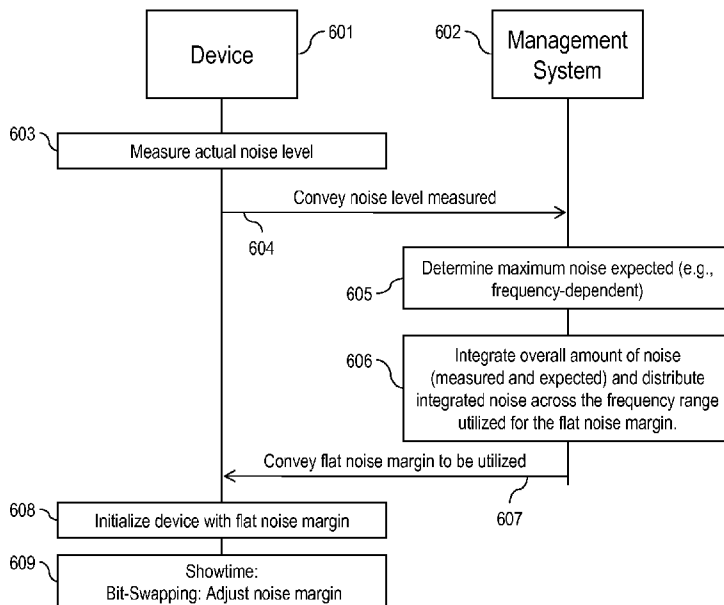 601
602
Device
Management
System
603
Measure actual noise level
Convey noise level measured
604
605
Determine maximum noise expected (e.g.,
frequency-dependent)
606
Integrate overall amount of noise
(measured and expected) and distribute
integrated noise across the frequency range
utilized for the flat noise margin.
Convey flat noise margin to be utilized
607
608
Initialize device with flat noise margin
609
Showtime:
Bit-Swapping: Adjust noise margin